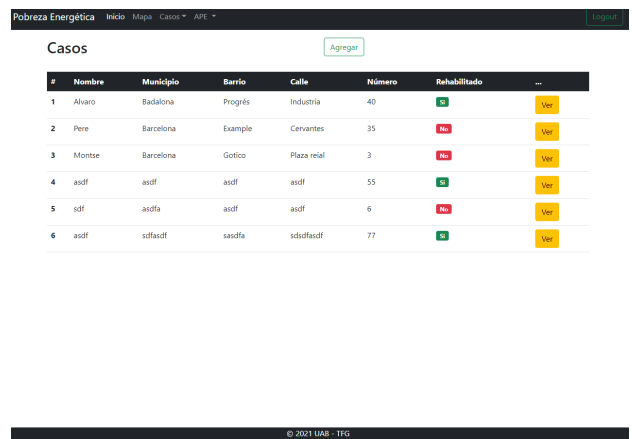 Pobreza Energética Inicio Mapa Casos APE Logout
Casos Agregar
# Nombre Municipio Barrio Calle Número Rehabilitado ...
1 Alvaro Badalona Progrés Industria 40 Si Ver
2 Pere Barcelona Example Cervantes 35 No Ver
3 Montse Barcelona Gotico Plaza reial 3 No Ver
4 asdf asdf asdf asdf 55 Si Ver
5 sdf asdfa asdf asdf 6 No Ver
6 asdf sdfasdf sasdfa sdsdfasdf 77 Si Ver
© 2021 UAB - TFG